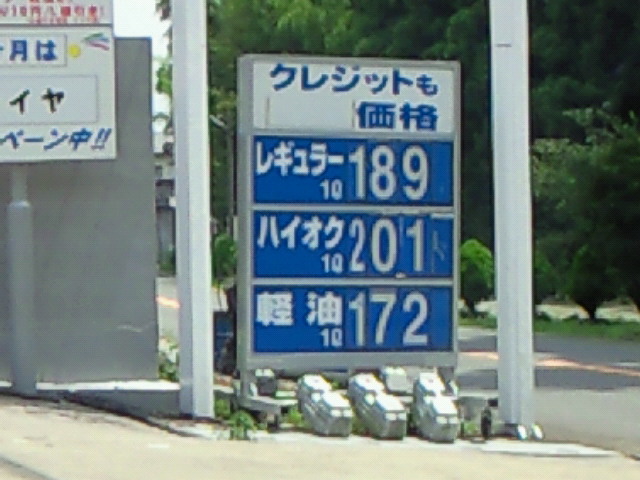 月は
イヤ
ペーン中!!
クレジットも
価格
レギュラー
1ℓ 189
ハイオク
1ℓ 201
軽油
1ℓ 172